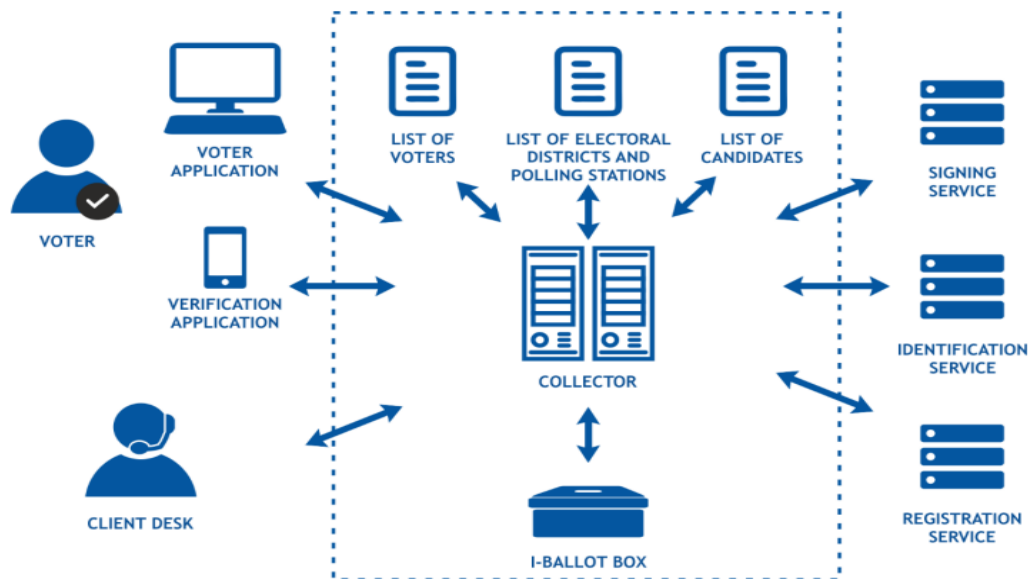 VOTER
APPLICATION
VOTER
VERIFICATION
APPLICATION
CLIENT DESK
LIST OF
VOTERS
LIST OF ELECTORAL
DISTRICTS AND
POLLING STATIONS
LIST OF
CANDIDATES
COLLECTOR
I-BALLOT BOX
SIGNING
SERVICE
IDENTIFICATION
SERVICE
REGISTRATION
SERVICE